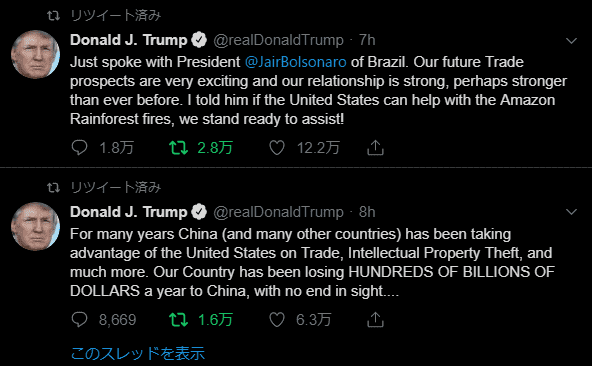 リツイート済み
Donald J. Trump @realDonaldTrump · 7h
Just spoke with President @JairBolsonaro of Brazil. Our future Trade
prospects are very exciting and our relationship is strong, perhaps stronger
than ever before. I told him if the United States can help with the Amazon
Rainforest fires, we stand ready to assist!
1.8万 2.8万 12.2万
リツイート済み
Donald J. Trump @realDonaldTrump · 8h
For many years China (and many other countries) has been taking
advantage of the United States on Trade, Intellectual Property Theft, and
much more. Our Country has been losing HUNDREDS OF BILLIONS OF
DOLLARS a year to China, with no end in sight....
8,669 1.6万 6.3万
このスレッドを表示